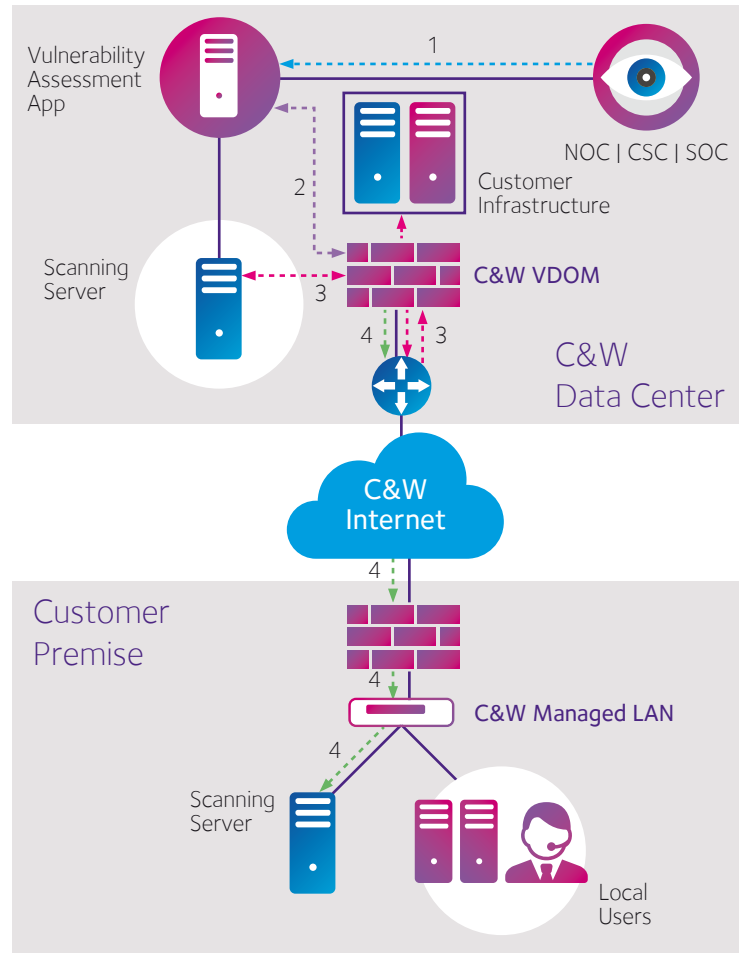 Vulnerability
Assessment
App
1
NOC | CSC | SOC
2
Customer
Infrastructure
Scanning
Server
3
C&W VDOM
4
3
C&W
Data Center
C&W
Internet
4
Customer
Premise
4
C&W Managed LAN
4
Scanning
Server
Local
Users